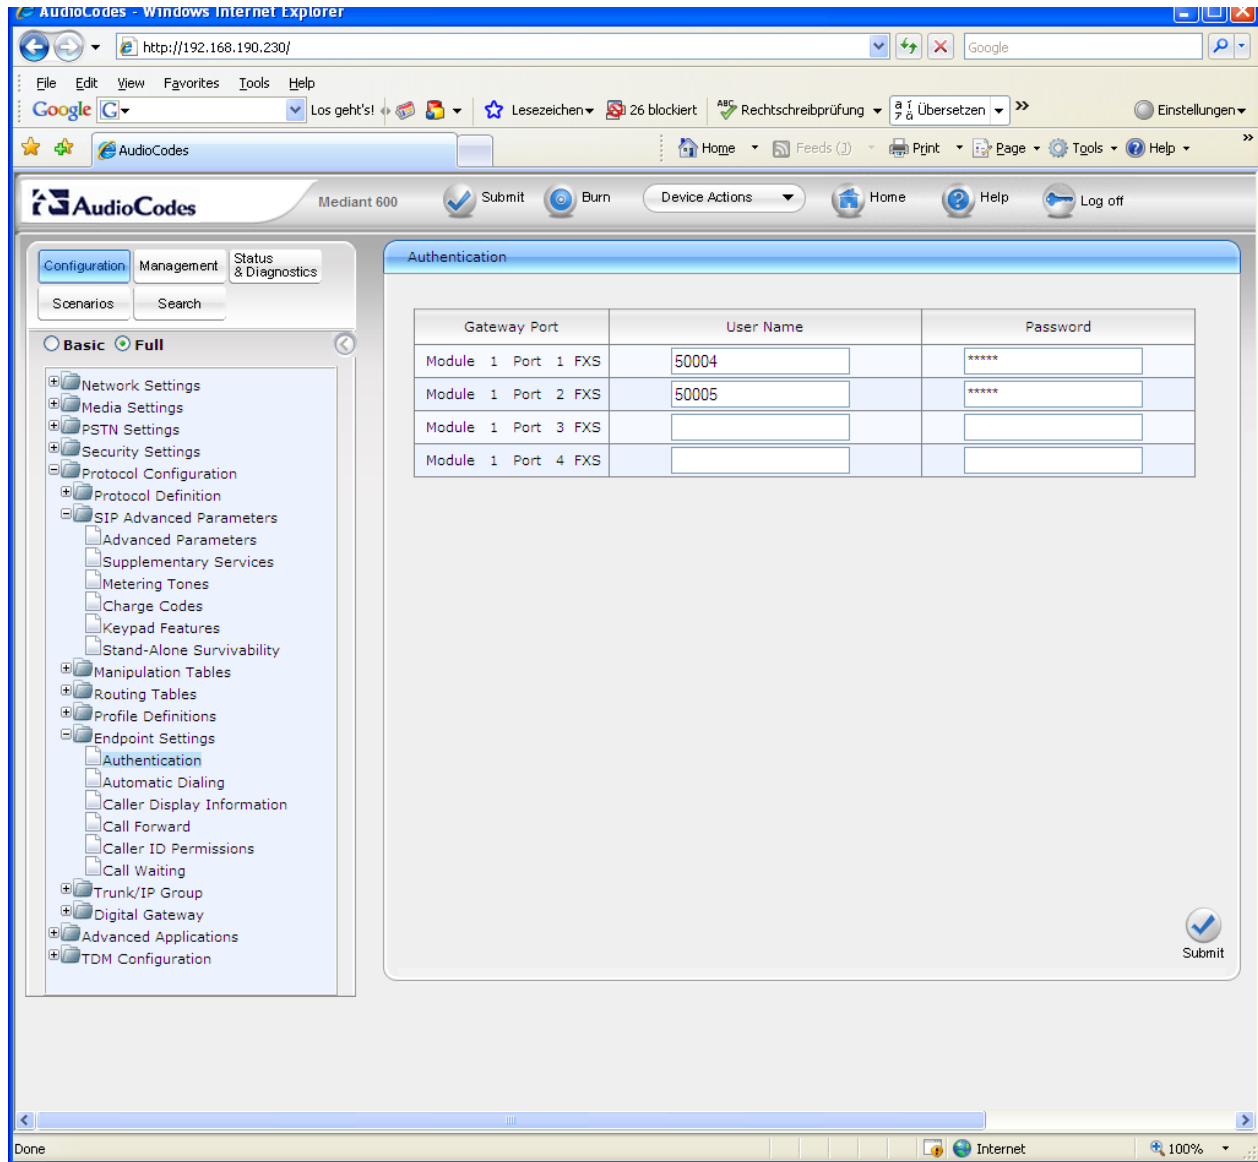 AudioCodes - Windows Internet Explorer
http://192.168.190.230/
Google
File Edit View Favorites Tools Help
Google G Los geht's! Lesezeichen 26 blockiert ABC Rechtschreibprüfung Übersetzen » Einstellungen
AudioCodes Home Feeds (J) Print Page Tools Help »
AudioCodes Mediant 600 Submit Burn Device Actions Home Help Log off
Configuration Management Status & Diagnostics
Scenarios Search
Basic Full
Network Settings
Media Settings
PSTN Settings
Security Settings
Protocol Configuration
Protocol Definition
SIP Advanced Parameters
Advanced Parameters
Supplementary Services
Metering Tones
Charge Codes
Keypad Features
Stand-Alone Survivability
Manipulation Tables
Routing Tables
Profile Definitions
Endpoint Settings
Authentication
Automatic Dialing
Caller Display Information
Call Forward
Caller ID Permissions
Call Waiting
Trunk/IP Group
Digital Gateway
Advanced Applications
TDM Configuration
Authentication
Gateway Port User Name Password
Module 1 Port 1 FXS 50004 *****
Module 1 Port 2 FXS 50005 *****
Module 1 Port 3 FXS
Module 1 Port 4 FXS
Submit
Done Internet 100%